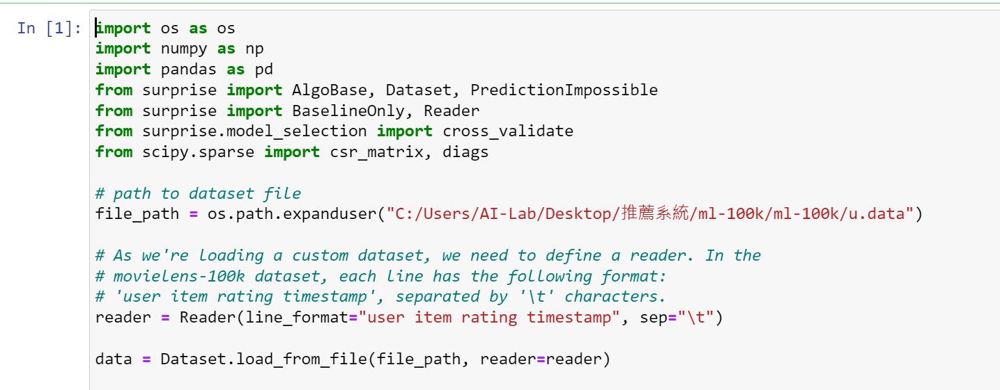 In [1]:
import os as os
import numpy as np
import pandas as pd
from surprise import AlgoBase, Dataset, PredictionImpossible
from surprise import BaselineOnly, Reader
from surprise.model_selection import cross_validate
from scipy.sparse import csr_matrix, diags
# path to dataset file
file_path = os.path.expanduser("C:/Users/AI-Lab/Desktop/推薦系統/ml-100k/ml-100k/u.data")
# As we're loading a custom dataset, we need to define a reader. In the
# movielens-100k dataset, each line has the following format:
# 'user item rating timestamp', separated by '\t' characters.
reader = Reader(line_format="user item rating timestamp", sep="\t")
data = Dataset.load_from_file(file_path, reader=reader)